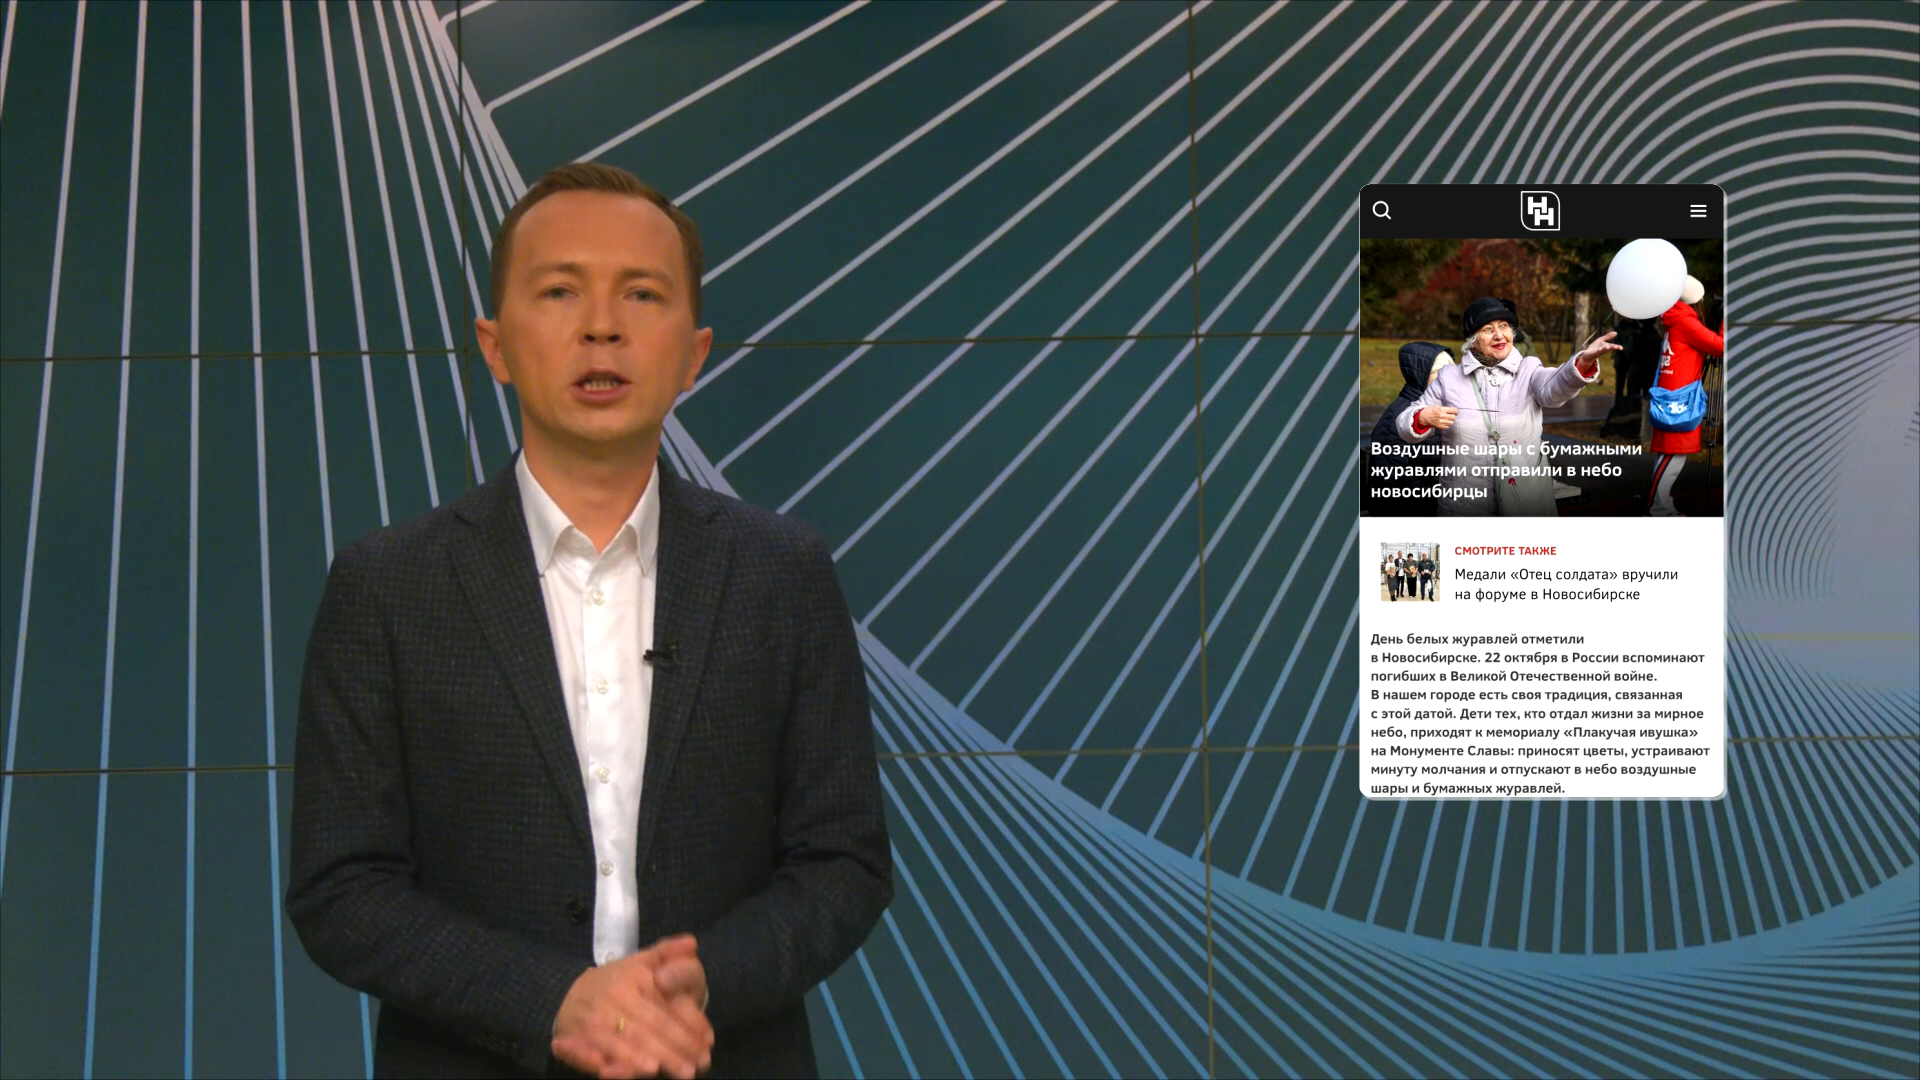 НН
Воздушные шары с бумажными
журавлями отправили в небо
новосибирцы
СМОТРИТЕ ТАКЖЕ
Медали «Отец солдата» вручили
на форуме в Новосибирске
День белых журавлей отметили
в Новосибирске. 22 октября в России вспоминают
погибших в Великой Отечественной войне.
В нашем городе есть своя традиция, связанная
с этой датой. Дети тех, кто отдал жизни за мирное
небо, приходят к мемориалу «Плакучая ивушка»
на Монументе Славы: приносят цветы, устраивают
минуту молчания и отпускают в небо воздушные
шары и бумажных журавлей.